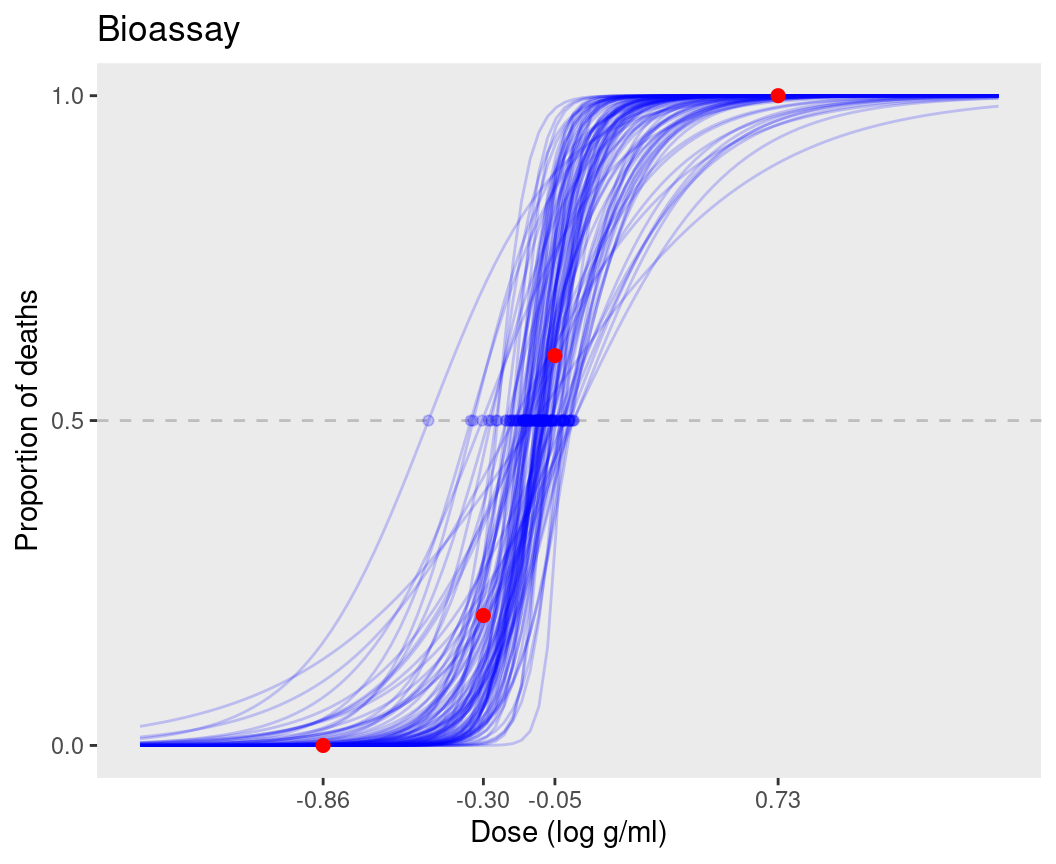 Bioassay
Proportion of deaths
1.0
0.5
0.0
-0.86 -0.30 -0.05 0.73
Dose (log g/ml)